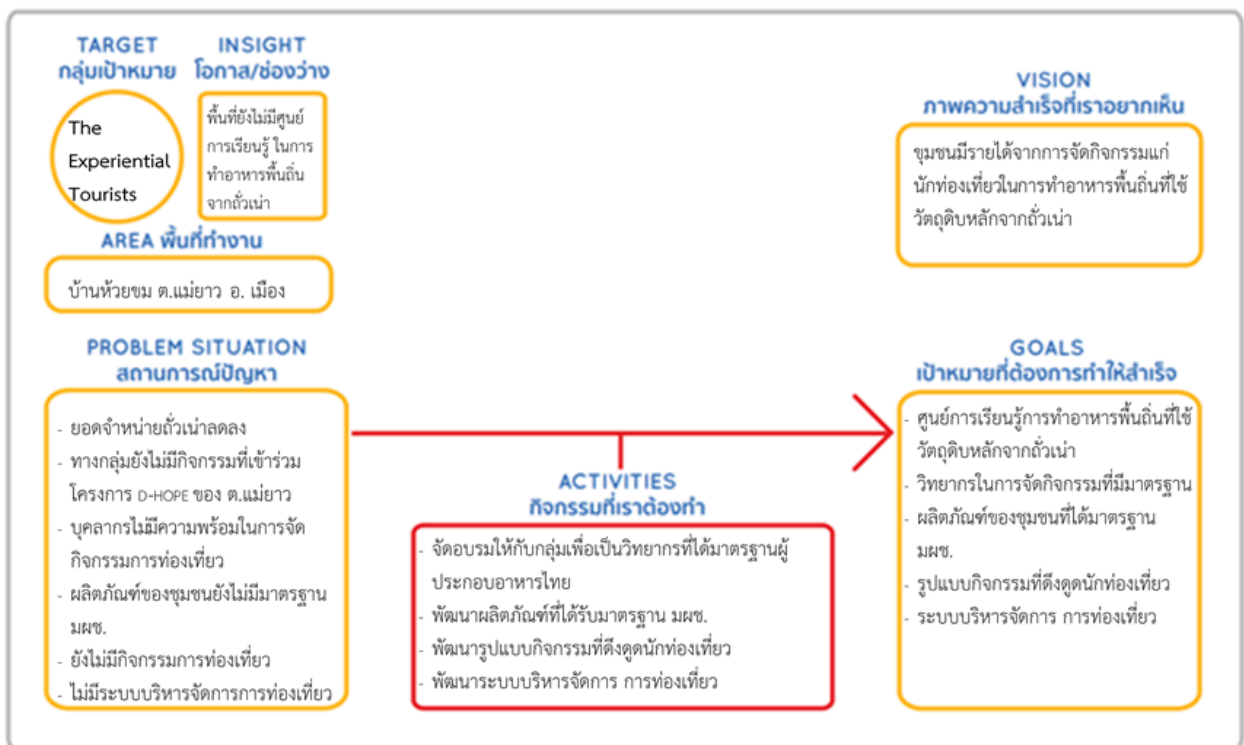 TARGET
กลุ่มเป้าหมาย
The
Experiential
Tourists
INSIGHT
โอกาส/ช่องว่าง
พื้นที่ยังไม่มีศูนย์
การเรียนรู้ ในการ
ทำอาหารพื้นถิ่น
จากถั่วเน่า
VISION
ภาพความสำเร็จที่เราอยากเห็น
ขุมชนมีรายได้จากการจัดกิจกรรมแก่
นักท่องเที่ยวในการทำอาหารพื้นถิ่นที่ใช้
วัตถุดิบหลักจากถั่วเน่า
AREA พื้นที่ทำงาน
บ้านห้วยขม ต.แม่ยาว อ. เมือง
PROBLEM SITUATION
สถานการณ์ปัญหา
- ยอดจำหน่ายถั่วเน่าลดลง
- ทางกลุ่มยังไม่มีกิจกรรมที่เข้าร่วม
โครงการ D-HOPE ของ ต.แม่ยาว
- บุคลากรไม่มีความพร้อมในการจัด
กิจกรรมการท่องเที่ยว
- ผลิตภัณฑ์ของชุมชนยังไม่มีมาตรฐาน
มผช.
- ยังไม่มีกิจกรรมการท่องเที่ยว
- ไม่มีระบบบริหารจัดการการท่องเที่ยว
ACTIVITIES
กิจกรรมที่เราต้องทำ
- จัดอบรมให้กับกลุ่มเพื่อเป็นวิทยากรที่ได้มาตรฐานผู้
ประกอบอาหารไทย
- พัฒนาผลิตภัณฑ์ที่ได้รับมาตรฐาน มผช.
- พัฒนารูปแบบกิจกรรมที่ดึงดูดนักท่องเที่ยว
- พัฒนาระบบบริหารจัดการ การท่องเที่ยว
GOALS
เป้าหมายที่ต้องการทำให้สำเร็จ
- ศูนย์การเรียนรู้การทำอาหารพื้นถิ่นที่ใช้
วัตถุดิบหลักจากถั่วเน่า
- วิทยากรในการจัดกิจกรรมที่มีมาตรฐาน
- ผลิตภัณฑ์ของชุมชนที่ได้มาตรฐาน
มผช.
- รูปแบบกิจกรรมที่ดึงดูดนักท่องเที่ยว
- ระบบบริหารจัดการ การท่องเที่ยว